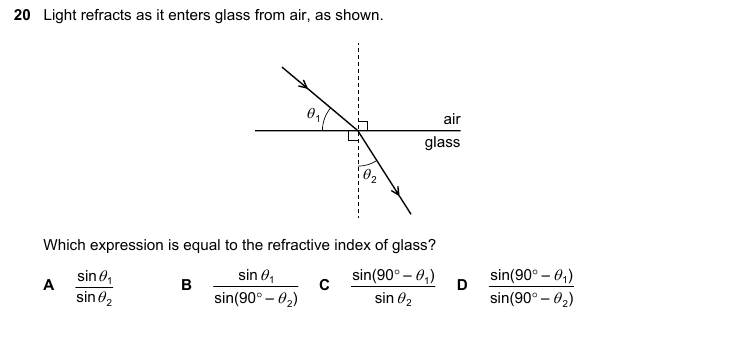 20 Light refracts as it enters glass from air, as shown.
θ₁
air
glass
θ₂
Which expression is equal to the refractive index of glass?
A sin θ₁ / sin θ₂ B sin θ₁ / sin(90° – θ₂) C sin(90° – θ₁) / sin θ₂ D sin(90° – θ₁) / sin(90° – θ₂)